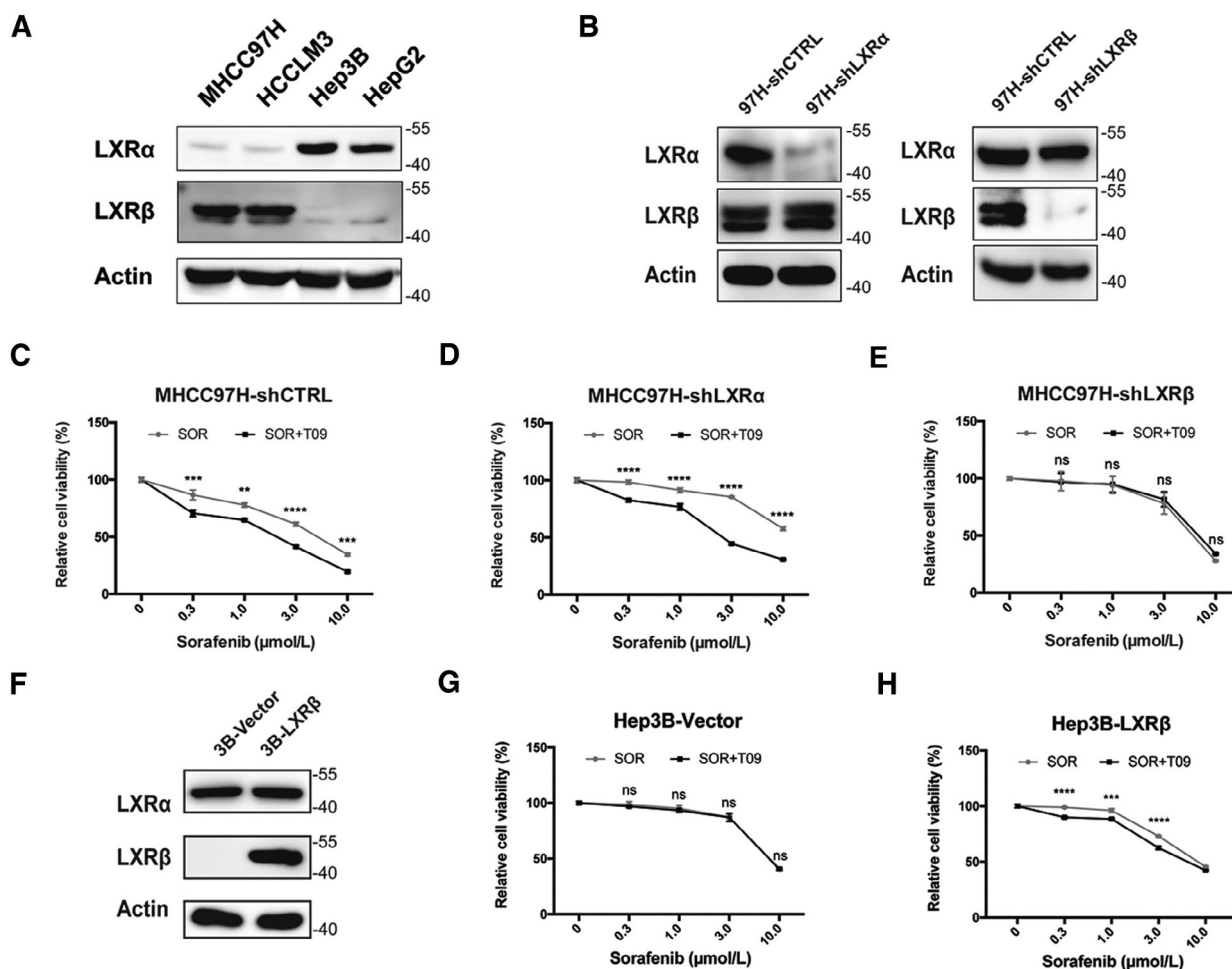 A
MHCC97H
HCCLM3
Hep3B
HepG2
LXRα
-55
-40
LXRβ
-55
-40
Actin
-40
B
97H-shCTRL
97H-shLXRα
LXRα
-55
-40
LXRβ
-55
-40
Actin
-40
97H-shCTRL
97H-shLXRβ
LXRα
-55
-40
LXRβ
-55
-40
Actin
-40
C
MHCC97H-shCTRL
Relative cell viability (%)
150
100
50
0
SOR
SOR+T09
***
**
****
***
0
0.3
1.0
3.0
10.0
Sorafenib (μmol/L)
D
MHCC97H-shLXRα
Relative cell viability (%)
150
100
50
0
SOR
SOR+T09
****
****
****
****
0
0.3
1.0
3.0
10.0
Sorafenib (μmol/L)
E
MHCC97H-shLXRβ
Relative cell viability (%)
150
100
50
0
SOR
SOR+T09
ns
ns
ns
ns
0
0.3
1.0
3.0
10.0
Sorafenib (μmol/L)
F
3B-Vector
3B-LXRβ
LXRα
-55
-40
LXRβ
-55
-40
Actin
-40
G
Hep3B-Vector
Relative cell viability (%)
150
100
50
0
SOR
SOR+T09
ns
ns
ns
ns
0
0.3
1.0
3.0
10.0
Sorafenib (μmol/L)
H
Hep3B-LXRβ
Relative cell viability (%)
150
100
50
0
SOR
SOR+T09
****
***
****
0
0.3
1.0
3.0
10.0
Sorafenib (μmol/L)